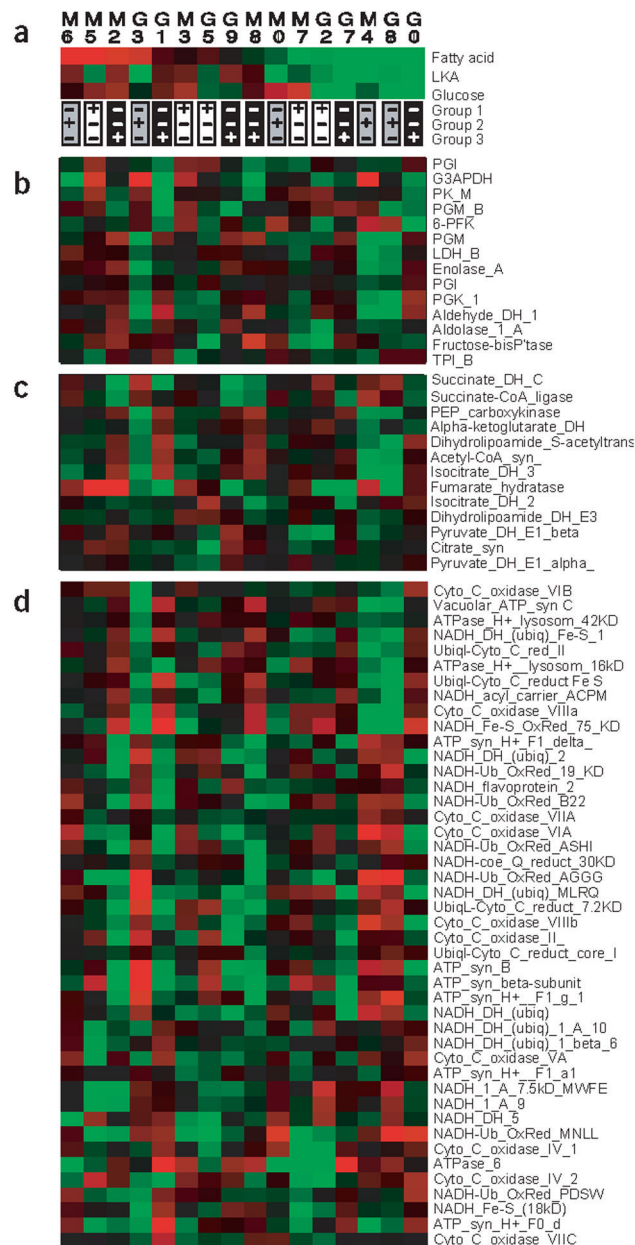 M M M G G M G G M M M G G M G G
6 5 2 3 1 3 5 9 8 0 7 2 7 4 8 0
a
Fatty acid
LKA
Glucose
- + - - - + + - - - + + - - - - Group 1
+ - - + - - - - - + - - - + + - Group 2
- - + - + - - + + - - - + - - + Group 3
b
PGI
G3APDH
PK_M
PGM_B
6-PFK
PGM
LDH_B
Enolase_A
PGI
PGK_1
Aldehyde_DH_1
Aldolase_1_A
Fructose-bisP'tase
TPI_B
c
Succinate_DH_C
Succinate-CoA_ligase
PEP_carboxykinase
Alpha-ketoglutarate_DH
Dihydrolipoamide_S-acetyltrans
Acetyl-CoA_syn_
Isocitrate_DH_3
Fumarate_hydratase
Isocitrate_DH_2
Dihydrolipoamide_DH_E3
Pyruvate_DH_E1_beta
Citrate_syn
Pyruvate_DH_E1_alpha_
d
Cyto_C_oxidase_VIB
Vacuolar_ATP_syn C
ATPase_H+_lysosom_42KD
NADH_DH_(ubiq)_Fe-S_1
Ubiql-Cyto_C_red_II
ATPase_H+__lysosom_16kD
Ubiql-Cyto_C_reduct Fe S
NADH_acyl_carrier_ACPM
Cyto_C_oxidase_VIIIa
NADH_Fe-S_OxRed_75_KD
ATP_syn_H+_F1_delta_
NADH_DH_(ubiq)_2
NADH-Ub_OxRed_19_KD
NADH_flavoprotein_2
NADH-Ub_OxRed_B22
Cyto_C_oxidase_VIIA
Cyto_C_oxidase_VIA
NADH-Ub_OxRed_ASHI
NADH-coe_Q_reduct_30KD
NADH-Ub_OxRed_AGGG
NADH_DH_(ubiq)_MLRQ
UbiqL-Cyto_C_reduct_7.2KD
Cyto_C_oxidase_VIIIb
Cyto_C_oxidase_II_
Ubiql-Cyto_C_reduct_core_I
ATP_syn_B
ATP_syn_beta-subunit
ATP_syn_H+__F1_g_1
NADH_DH_(ubiq)
NADH_DH_(ubiq)_1_A_10
NADH_DH_(ubiq)_1_beta_6
Cyto_C_oxidase_VA
ATP_syn_H+__F1_a1
NADH_1_A_7.5kD_MWFE
NADH_1_A_9
NADH_DH_5
NADH-Ub_OxRed_MNLL
Cyto_C_oxidase_IV_1
ATPase_6
Cyto_C_oxidase_IV_2
NADH-Ub_OxRed_PDSW
NADH_Fe-S_(18kD)
ATP_syn_H+_F0_d
Cyto_C_oxidase_VIIC